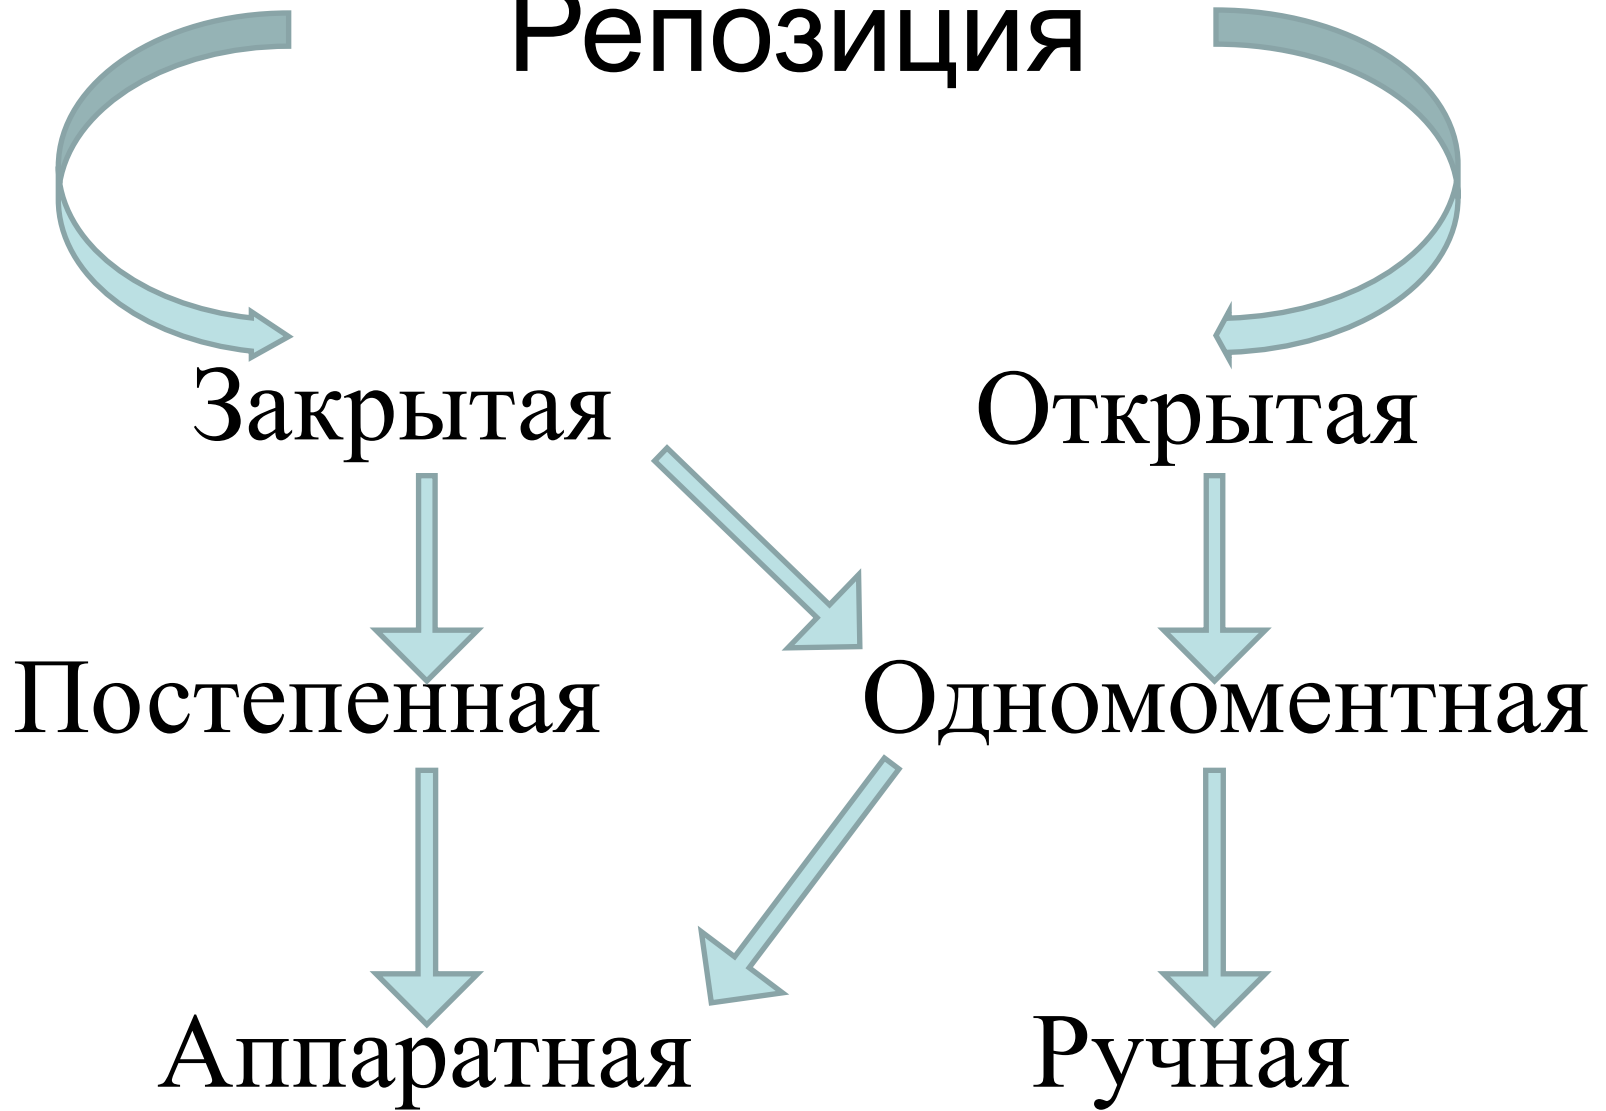 Репозиция
Закрытая
Открытая
Постепенная
Одномоментная
Аппаратная
Ручная